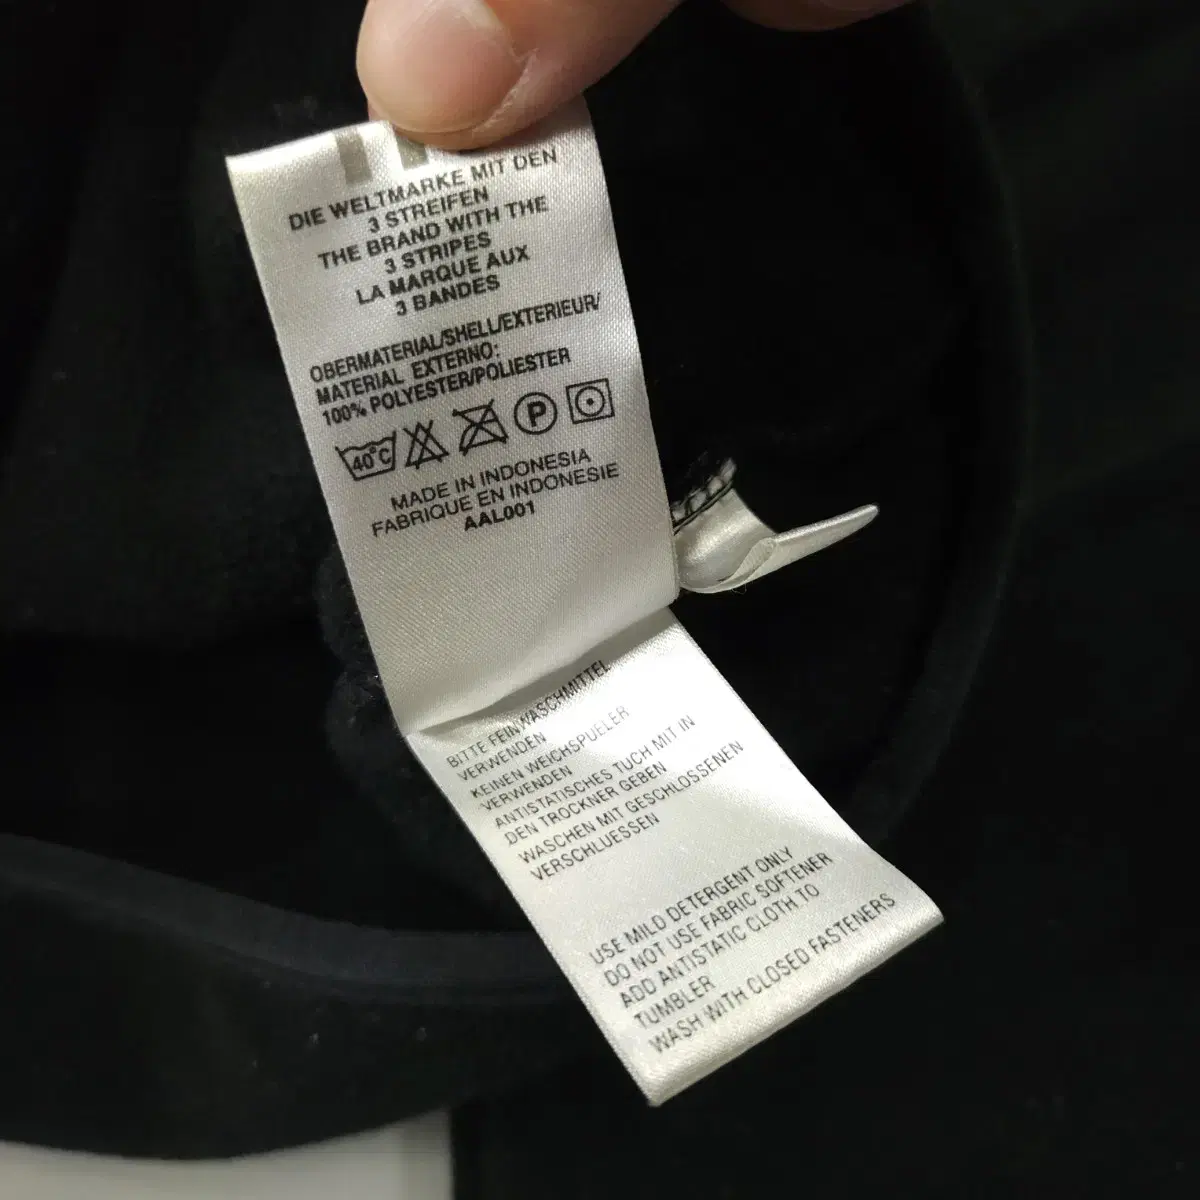 DIE WELTMARKE MIT DEN
3 STREIFEN
THE BRAND WITH THE
3 STRIPES
LA MARQUE AUX
3 BANDES
OBERMATERIAL/SHELL/EXTERIEUR/
MATERIAL EXTERNO:
100% POLYESTER/POLIESTER
40°C P
MADE IN INDONESIA
FABRIQUE EN INDONESIE
AAL001
BITTE FEINWASCHMITTEL
VERWENDEN
KEINEN WEICHSPUELER
VERWENDEN
ANTISTATISCHES TUCH MIT IN
DEN TROCKNER GEBEN
WASCHEN MIT GESCHLOSSENEN
VERSCHLUESSEN
USE MILD DETERGENT ONLY
DO NOT USE FABRIC SOFTENER
ADD ANTISTATIC CLOTH TO
TUMBLER
WASH WITH CLOSED FASTENERS